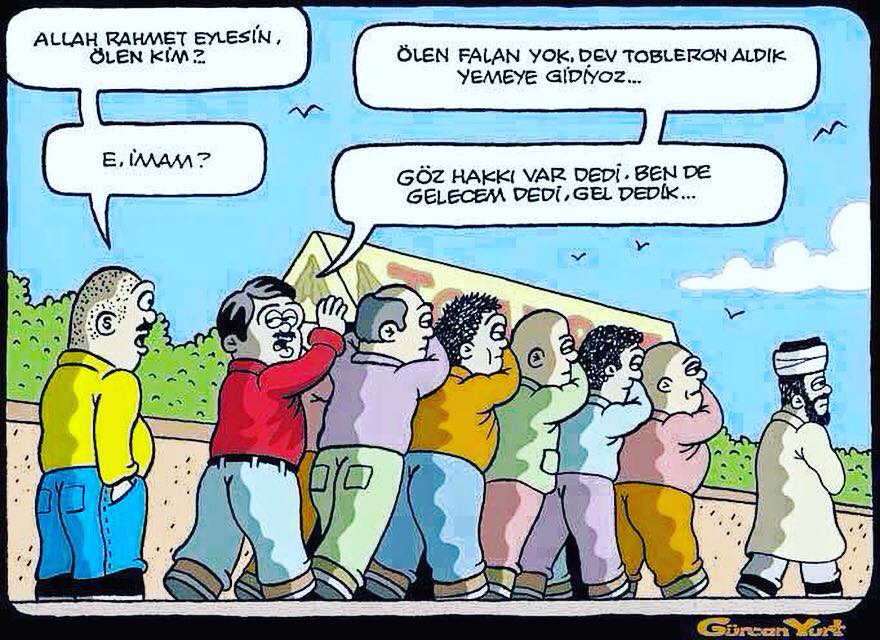 ALLAH RAHMET EYLESİN,
ÖLEN KİM?
ÖLEN FALAN YOK, DEV TOBLERON ALDIK
YEMEYE GİDİYOZ...
E, İMAM?
GÖZ HAKKI VAR DEDİ, BEN DE
GELECEM DEDİ, GEL DEDİK...
Gürcan Yurt